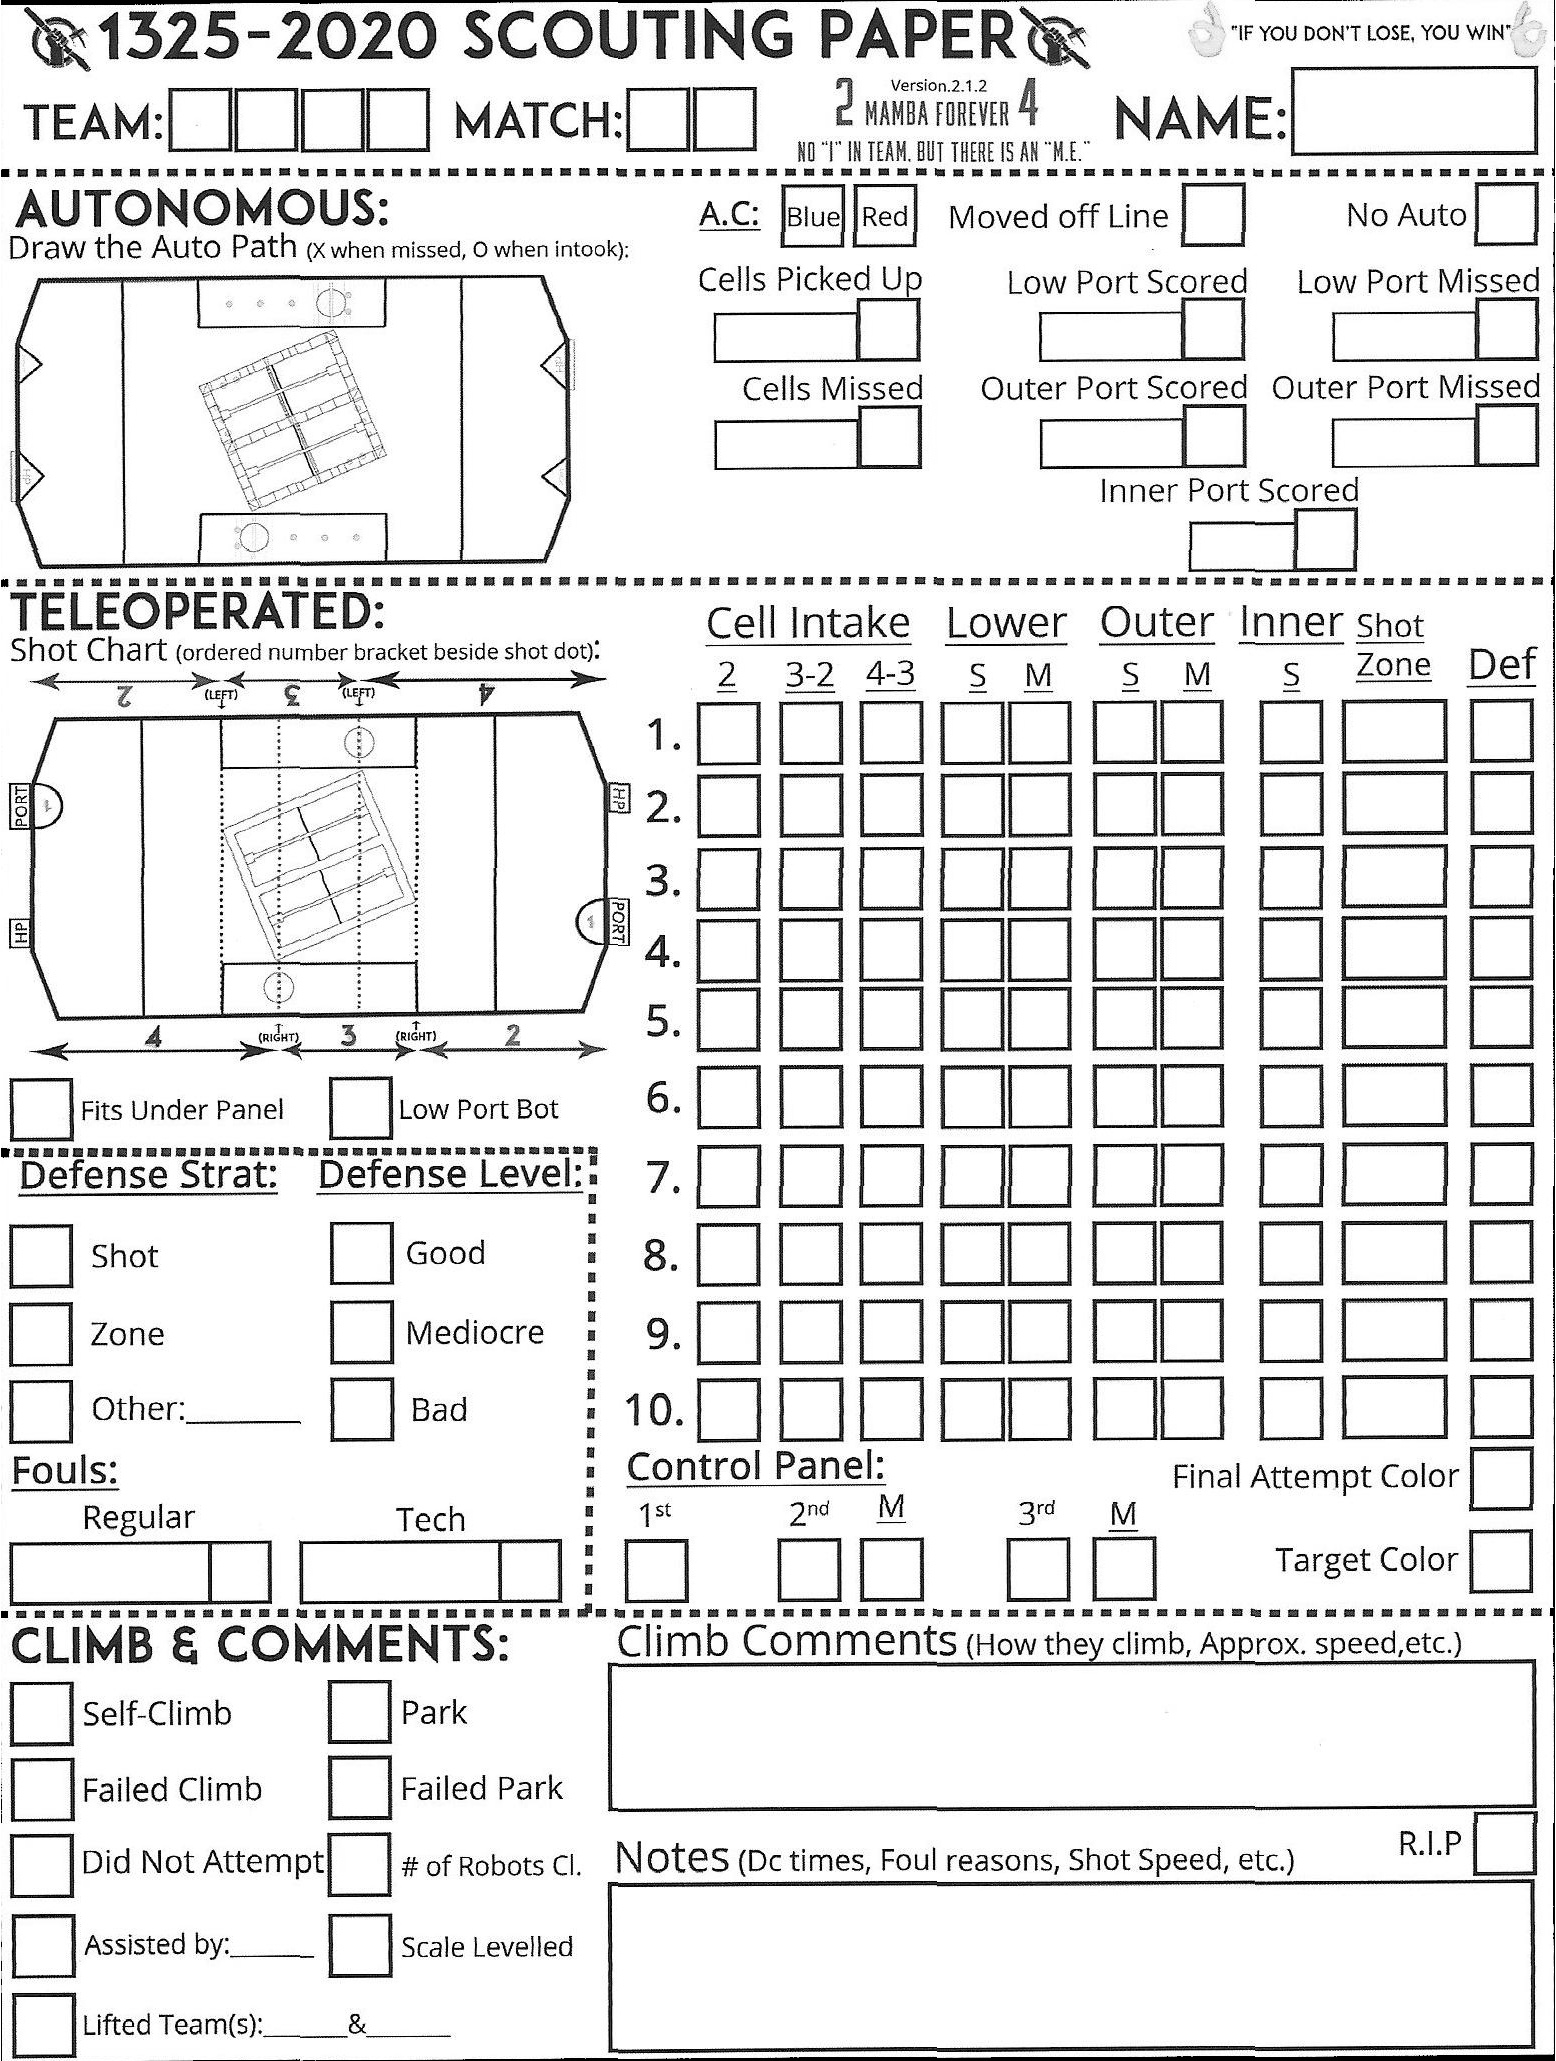 1325-2020 SCOUTING PAPER
"IF YOU DON'T LOSE, YOU WIN"
TEAM:
MATCH:
Version.2.1.2
2 MAMBA FOREVER 4
NO "I" IN TEAM. BUT THERE IS AN "M.E."
NAME:
AUTONOMOUS:
Draw the Auto Path (X when missed, O when intook):
HP
HP
A.C: Blue Red Moved off Line No Auto
Cells Picked Up Low Port Scored Low Port Missed
Cells Missed Outer Port Scored Outer Port Missed
Inner Port Scored
TELEOPERATED:
Shot Chart (ordered number bracket beside shot dot):
2 (LEFT) 3 (LEFT) 4
PORT 1 HP
HP 1 PORT
4 (RIGHT) 3 (RIGHT) 2
Fits Under Panel Low Port Bot
Cell Intake Lower Outer Inner Shot Zone Def
2 3-2 4-3 S M S M S
1.
2.
3.
4.
5.
6.
7.
8.
9.
10.
Defense Strat: Defense Level:
Shot Good
Zone Mediocre
Other:_______ Bad
Fouls:
Regular Tech
Control Panel:
1st 2nd M 3rd M
Final Attempt Color
Target Color
CLIMB & COMMENTS:
Self-Climb Park
Failed Climb Failed Park
Did Not Attempt # of Robots Cl.
Assisted by:______ Scale Levelled
Lifted Team(s):______&______
Climb Comments (How they climb, Approx. speed,etc.)
R.I.P
Notes (Dc times, Foul reasons, Shot Speed, etc.)